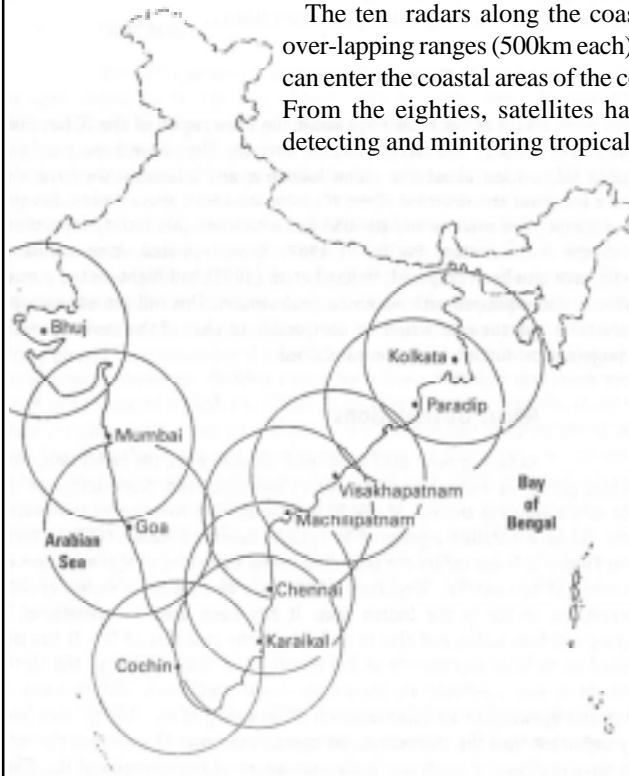 The ten radars along the coas
over-lapping ranges (500km each)
can enter the coastal areas of the c
From the eighties, satellites ha
detecting and minitoring tropical
Bhuj
Kolkata
Paradip
Mumbai
Visakhapatnam
Bay
of
Bengal
Machilipatnam
Goa
Arabian
Sea
Chennai
Karaikal
Cochin